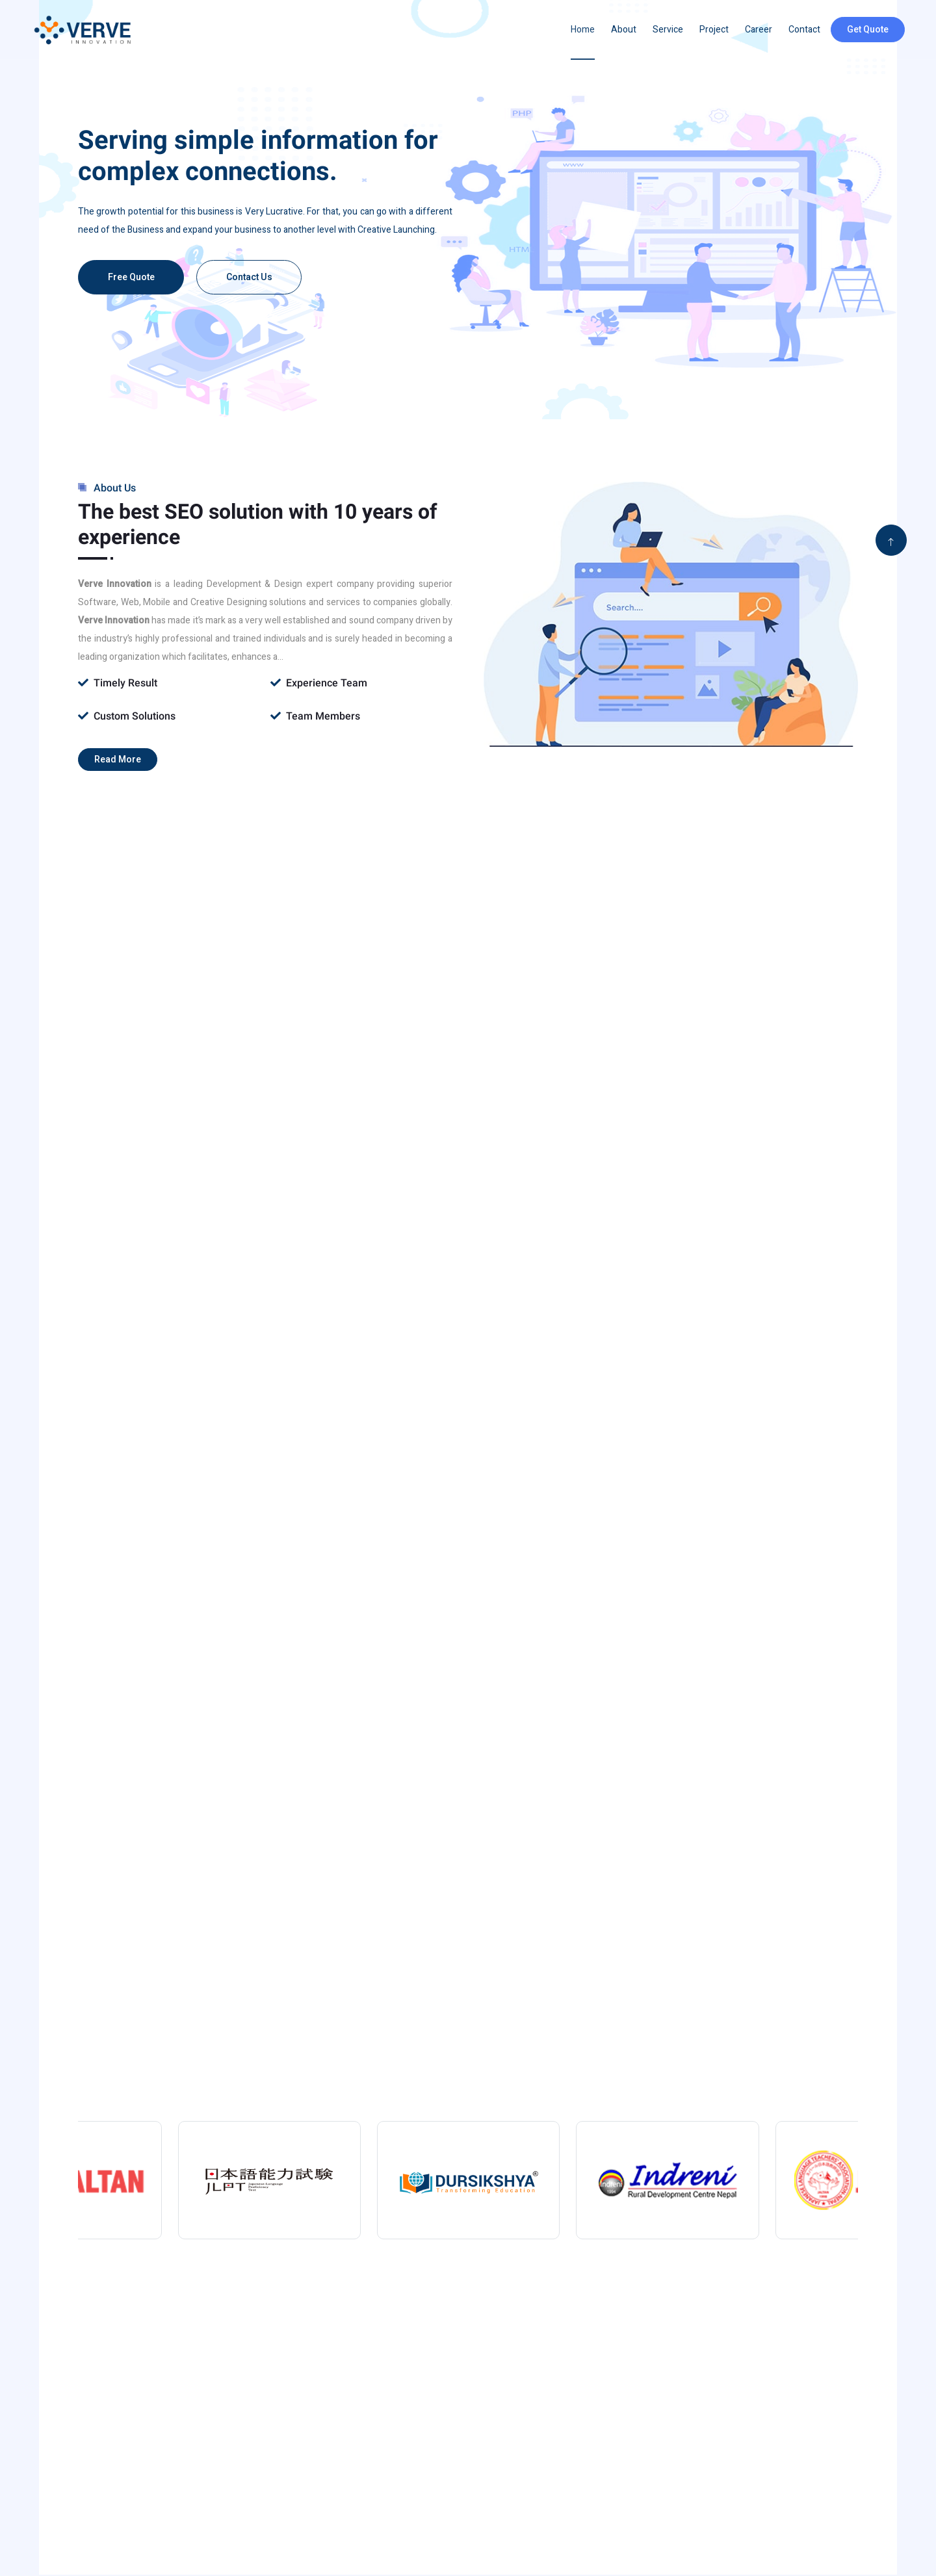 VERVE
INNOVATION
Home About Service Project Career Contact Get Quote
PHP
WWW
Serving simple information for
complex connections.
The growth potential for this business is Very Lucrative. For that, you can go with a different
need of the Business and expand your business to another level with Creative Launching.
HTM
Free Quote Contact Us
About Us
The best SEO solution with 10 years of
experience
Verve Innovation is a leading Development & Design expert company providing superior
Software, Web, Mobile and Creative Designing solutions and services to companies globally.
Verve Innovation has made it's mark as a very well established and sound company driven by
the industry's highly professional and trained individuals and is surely headed in becoming a
leading organization which facilitates, enhances a...
Search....
Timely Result Experience Team
Custom Solutions Team Members
Read More
ALTAN
日本語能力試験
JLPT Japanese-Language
Proficiency
Test
DURSIKSHYA®
Transforming Education
Indreni
Rural Development Centre Nepal